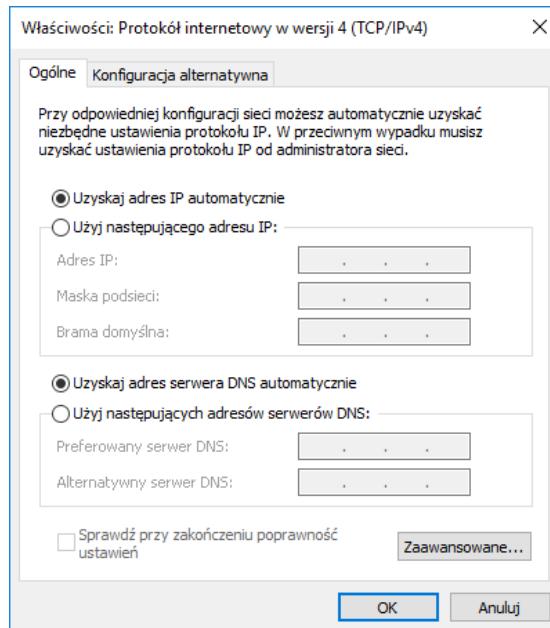 Właściwości: Protokół internetowy w wersji 4 (TCP/IPv4)
Ogólne
Konfiguracja alternatywna
Przy odpowiedniej konfiguracji sieci możesz automatycznie uzyskać
niezbędne ustawienia protokołu IP. W przeciwnym wypadku musisz
uzyskać ustawienia protokołu IP od administratora sieci.
Uzyskaj adres IP automatycznie
Użyj następującego adresu IP:
Adres IP:
Maska podsieci:
Brama domyślna:
Uzyskaj adres serwera DNS automatycznie
Użyj następujących adresów serwerów DNS:
Preferowany serwer DNS:
Alternatywny serwer DNS:
Sprawdź przy zakończeniu poprawność
ustawień
Zaawansowane...
OK
Anuluj